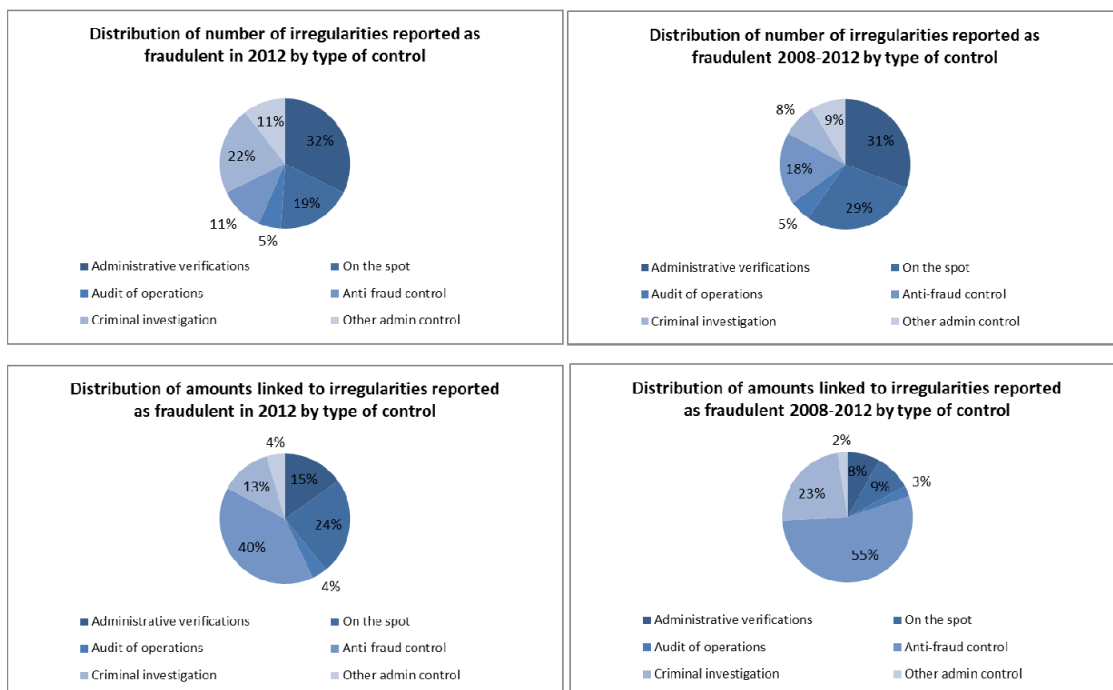 Distribution of number of irregularities reported as
fraudulent in 2012 by type of control
11%
32%
22%
19%
11%
5%
Administrative verifications
On the spot
Audit of operations
Anti-fraud control
Criminal investigation
Other admin control
Distribution of number of irregularities reported as
fraudulent 2008-2012 by type of control
8%
9%
31%
18%
29%
5%
Administrative verifications
On the spot
Audit of operations
Anti-fraud control
Criminal investigation
Other admin control
Distribution of amounts linked to irregularities reported
as fraudulent in 2012 by type of control
4%
15%
13%
24%
40%
4%
Administrative verifications
On the spot
Audit of operations
Anti-fraud control
Criminal investigation
Other admin control
Distribution of amounts linked to irregularities reported
as fraudulent 2008-2012 by type of control
2%
8%
9%
3%
23%
55%
Administrative verifications
On the spot
Audit of operations
Anti-fraud control
Criminal investigation
Other admin control